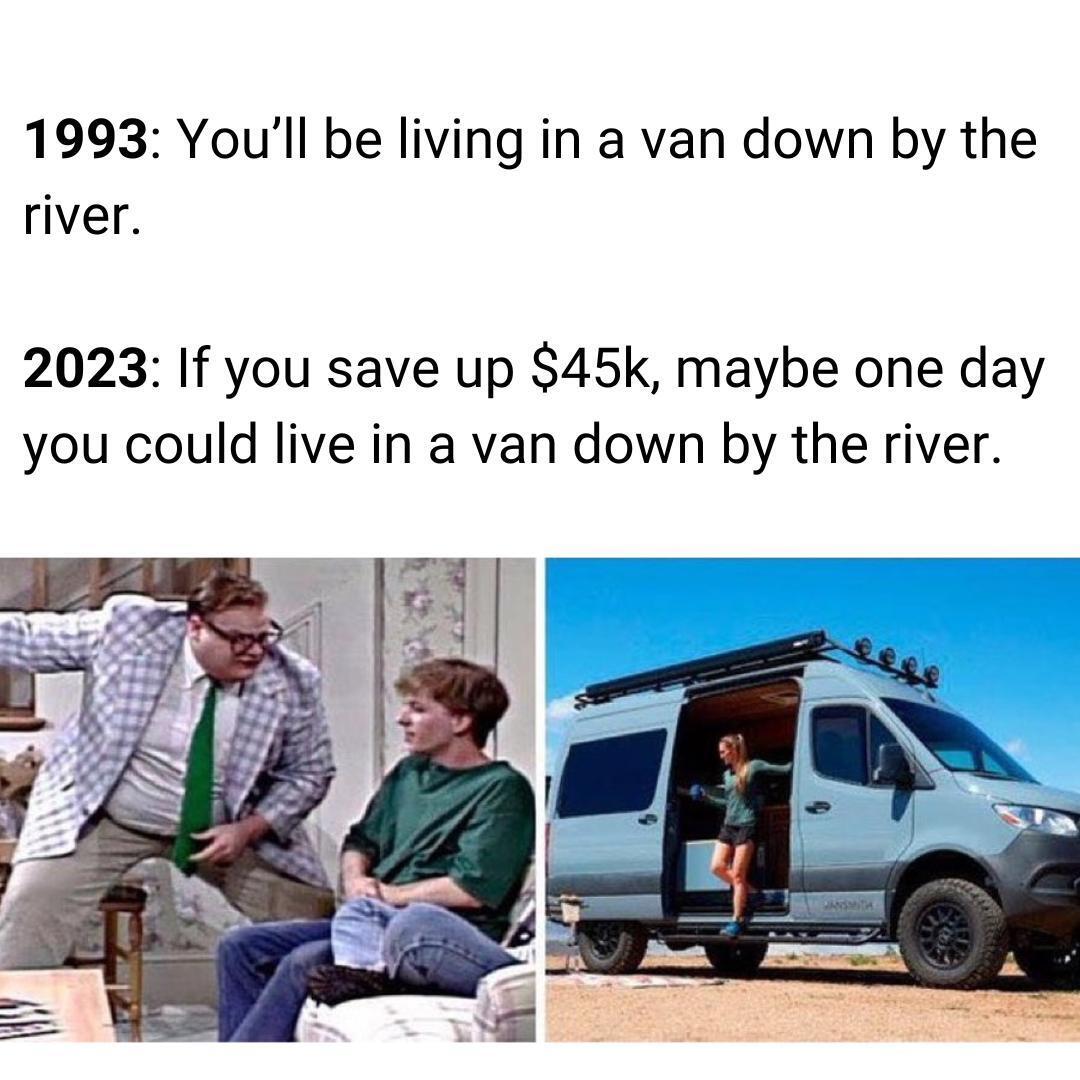 1993: You’ll be living in a van down by the
river.
2023: If you save up $45k, maybe one day
you could live in a van down by the river.